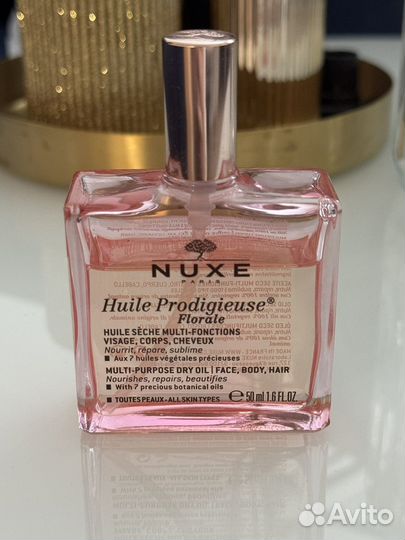 NUXE
PARIS
Huile Prodigieuse®
Florale
HUILE SÈCHE MULTI-FONCTIONS
VISAGE, CORPS, CHEVEUX
Nourrit, répare, sublime
■ Aux 7 huiles végétales précieuses
MULTI-PURPOSE DRY OIL | FACE, BODY, HAIR
Nourishes, repairs, beautifies
■ With 7 precious botanical oils
■ TOUTES PEAUX - ALL SKIN TYPES
℮ 50 ml 1.6 FL.OZ.
Avito